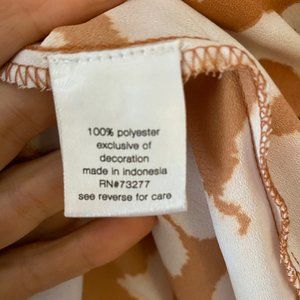 100% polyester
exclusive of
decoration
made in indonesia
RN#73277
see reverse for care